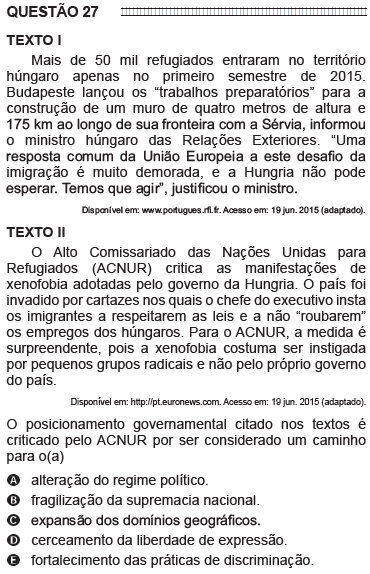 QUESTÃO 27
TEXTO I
Mais de 50 mil refugiados entraram no território
húngaro apenas no primeiro semestre de 2015.
Budapeste lançou os “trabalhos preparatórios” para a
construção de um muro de quatro metros de altura e
175 km ao longo de sua fronteira com a Sérvia, informou
o ministro húngaro das Relações Exteriores. “Uma
resposta comum da União Europeia a este desafio da
imigração é muito demorada, e a Hungria não pode
esperar. Temos que agir”, justificou o ministro.
Disponível em: www.portugues.rfi.fr. Acesso em: 19 jun. 2015 (adaptado).
TEXTO II
O Alto Comissariado das Nações Unidas para
Refugiados (ACNUR) critica as manifestações de
xenofobia adotadas pelo governo da Hungria. O país foi
invadido por cartazes nos quais o chefe do executivo insta
os imigrantes a respeitarem as leis e a não “roubarem”
os empregos dos húngaros. Para o ACNUR, a medida é
surpreendente, pois a xenofobia costuma ser instigada
por pequenos grupos radicais e não pelo próprio governo
do país.
Disponível em: http://pt.euronews.com. Acesso em: 19 jun. 2015 (adaptado).
O posicionamento governamental citado nos textos é
criticado pelo ACNUR por ser considerado um caminho
para o(a)
A alteração do regime político.
B fragilização da supremacia nacional.
C expansão dos domínios geográficos.
D cerceamento da liberdade de expressão.
E fortalecimento das práticas de discriminação.